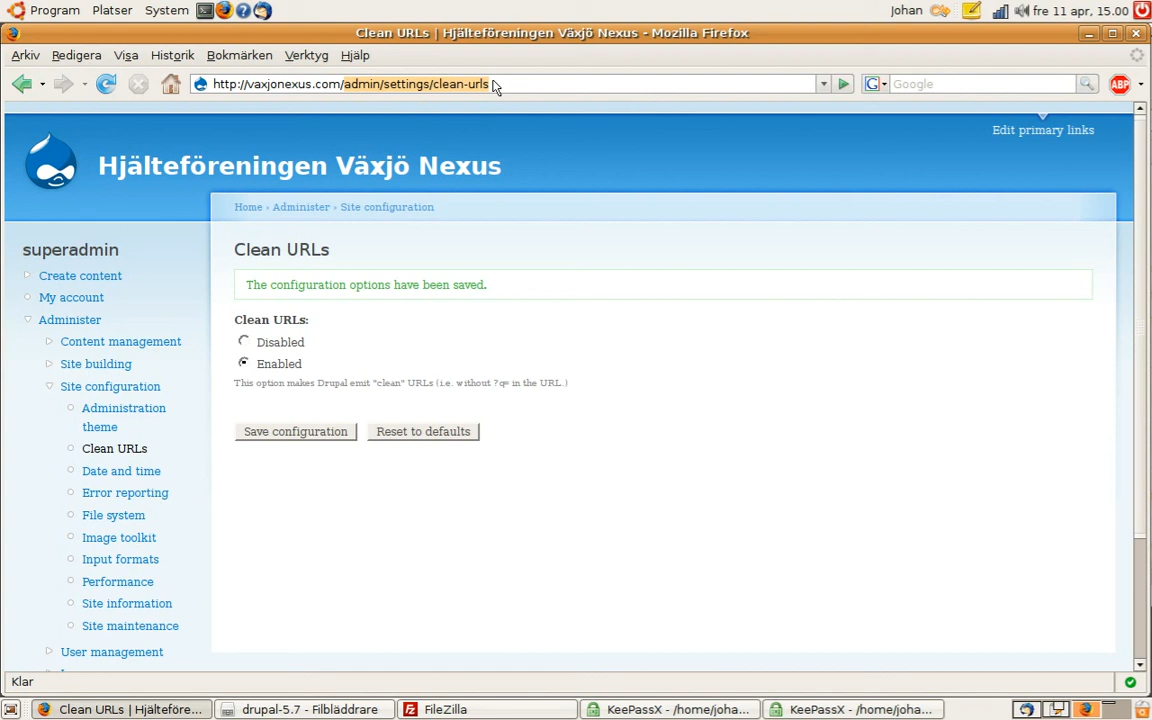 Program Platser System Johan fre 11 apr, 15.00
Clean URLs | Hjälteföreningen Växjö Nexus - Mozilla Firefox
Arkiv Redigera Visa Historik Bokmärken Verktyg Hjälp
http://vaxjonexus.com/admin/settings/clean-urls G Google ABP
Edit primary links
Hjälteföreningen Växjö Nexus
Home › Administer › Site configuration
superadmin
Create content
My account
Administer
Content management
Site building
Site configuration
Administration
theme
Clean URLs
Date and time
Error reporting
File system
Image toolkit
Input formats
Performance
Site information
Site maintenance
User management
Clean URLs
The configuration options have been saved.
Clean URLs:
Disabled
Enabled
This option makes Drupal emit "clean" URLs (i.e. without ?q= in the URL.)
Save configuration Reset to defaults
Klar
Clean URLs | Hjälteföre... drupal-5.7 - Filbläddrare FZ FileZilla KeePassX - /home/joha... KeePassX - /home/joha...